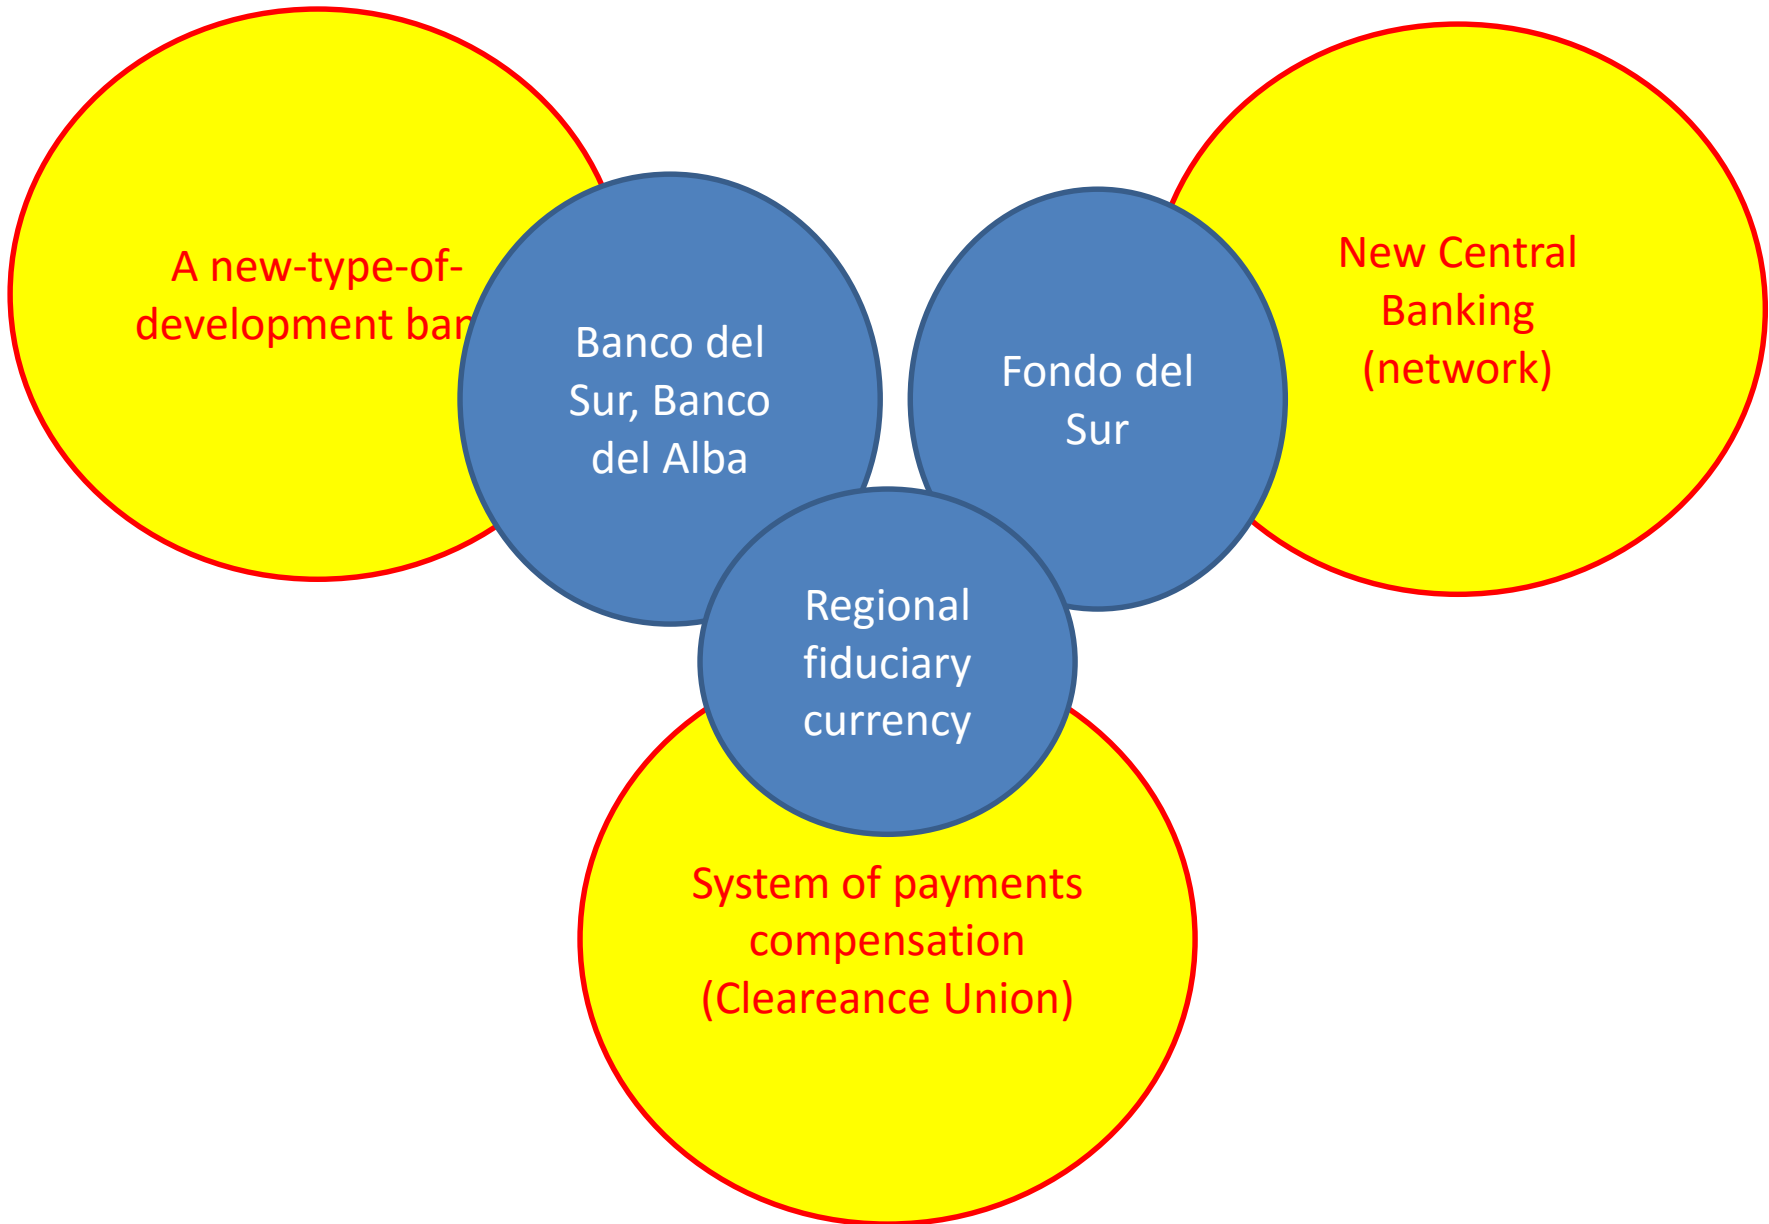 A new-type-of-
development ban
Banco del
Sur, Banco
del Alba
Fondo del
Sur
New Central
Banking
(network)
Regional
fiduciary
currency
System of payments
compensation
(Cleareance Union)